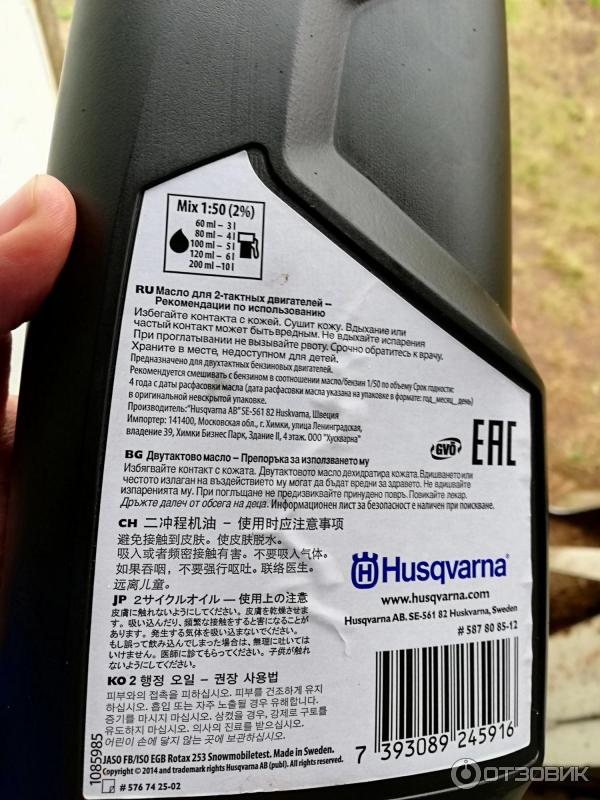 Mix 1:50 (2%)
60 ml – 3 l
80 ml – 4 l
100 ml – 5 l
120 ml – 6 l
200 ml –10 l
RU Масло для 2-тактных двигателей –
Рекомендации по использованию
Избегайте контакта с кожей. Сушит кожу. Вдыхание или
частый контакт может быть вредным. Не вдыхайте испарения
При проглатывании не вызывайте рвоту. Срочно обратитесь к врачу.
Храните в месте, недоступном для детей.
Предназначено для двухтактных бензиновых двигателей.
Рекомендуется смешивать с бензином в соотношении масло/бензин 1/50 по объему Срок годности:
4 года с даты расфасовки масла (дата расфасовки масла указана на упаковке в формате: год_месяц_день)
в оригинальной невскрытой упаковке.
Производитель:"Husqvarna AB" SE-561 82 Huskvarna, Швеция
Импортер: 141400, Московская обл., г. Химки, улица Ленинградская,
владение 39, Химки Бизнес Парк, Здание II, 4 этаж. ООО "Хускварна"
GVO
EAC
BG Двутактово масло – Препоръка за използването му
Избягвайте контакт с кожата. Двутактовото масло дехидратира кожата. Вдишването или
честото излаган на въздействието му могат да бъдат вредни за здравето. Не вдишвайте
изпаренията му. При поглъщане не предизвиквайте принудено повръ. Повикайте лекар.
Дръжте далеч от обсега на деца. Информационен лист за безопасност е наличен при поискване.
CH 二冲程机油 – 使用时应注意事项
避免接触到皮肤。使皮肤脱水。
吸入或者频密接触有害。不要吸入气体。
如果吞咽，不要强行呕吐。联络医生。
远离儿童。
JP 2サイクルオイル — 使用上の注意
皮膚に触れないようにしてください。皮膚を乾燥させま
す。吸い込んだり、頻繁な接触をすると害になることが
あります。発生する気体を吸い込まないでください。
もし誤って飲み込んでしまった場合は、無理に吐いては
いけません。医師に診てもらってください。子供が触れ
ないようにしてください
KO 2 행정 오일 – 권장 사용법
피부와의 접촉을 피하십시오. 피부를 건조하게 유지
하십시오. 흡입 또는 자주 노출될 경우 유해합니다.
증기를 마시지 마십시오. 삼켰을 경우, 강제로 구토를
유도하지 마십시오. 의사의 진료를 받으십시오.
어린이 손에 닿지 않는 곳에 보관하십시오.
Husqvarna®
www.husqvarna.com
Husqvarna AB. SE-561 82 Huskvarna, Sweden
# 587 80 85-12
7 393089 245916
1085985
JASO FB/ISO EGB Rotax 253 Snowmobiletest. Made in Sweden.
Copyright © 2014 and trademark rights Husqvarna AB (publ). All rights reserved.
# 576 74 25-02
ОТЗОВИК